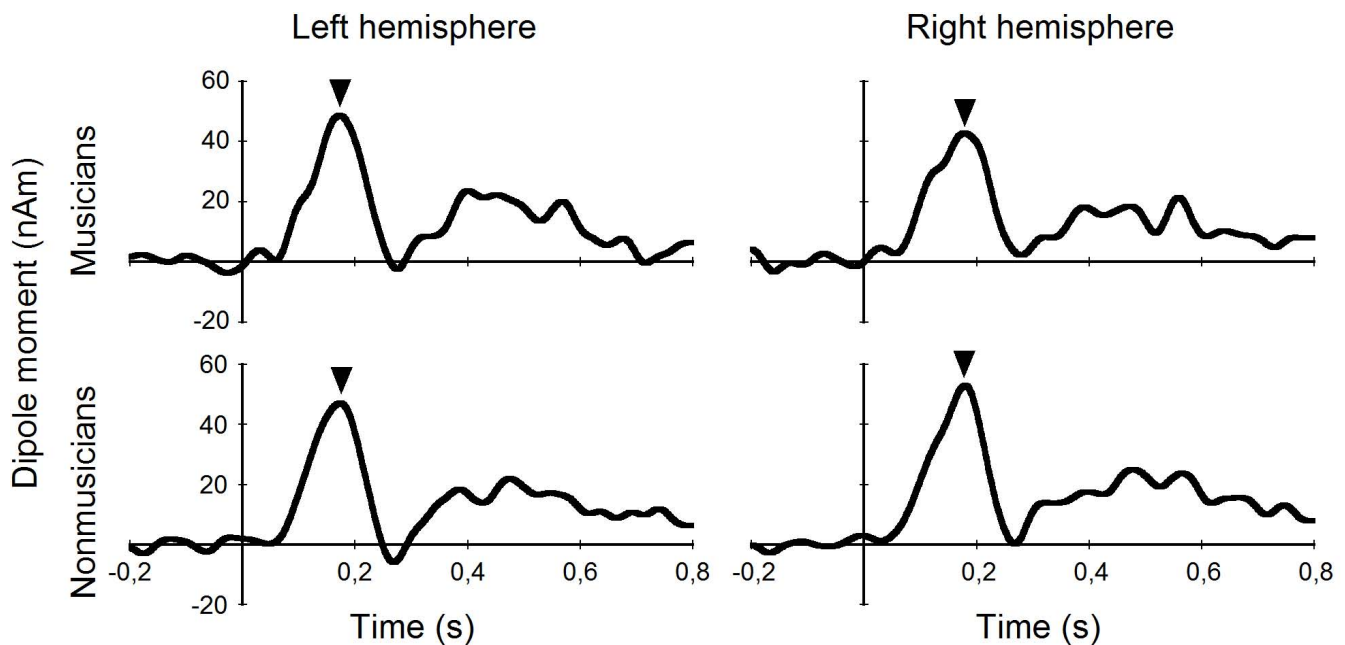 Left hemisphere
Right hemisphere
Dipole moment (nAm)
Musicians
60
40
20
-20
Nonmusicians
60
40
20
-20
-0,2
0,2
0,4
0,6
0,8
-0,2
0,2
0,4
0,6
0,8
Time (s)
Time (s)